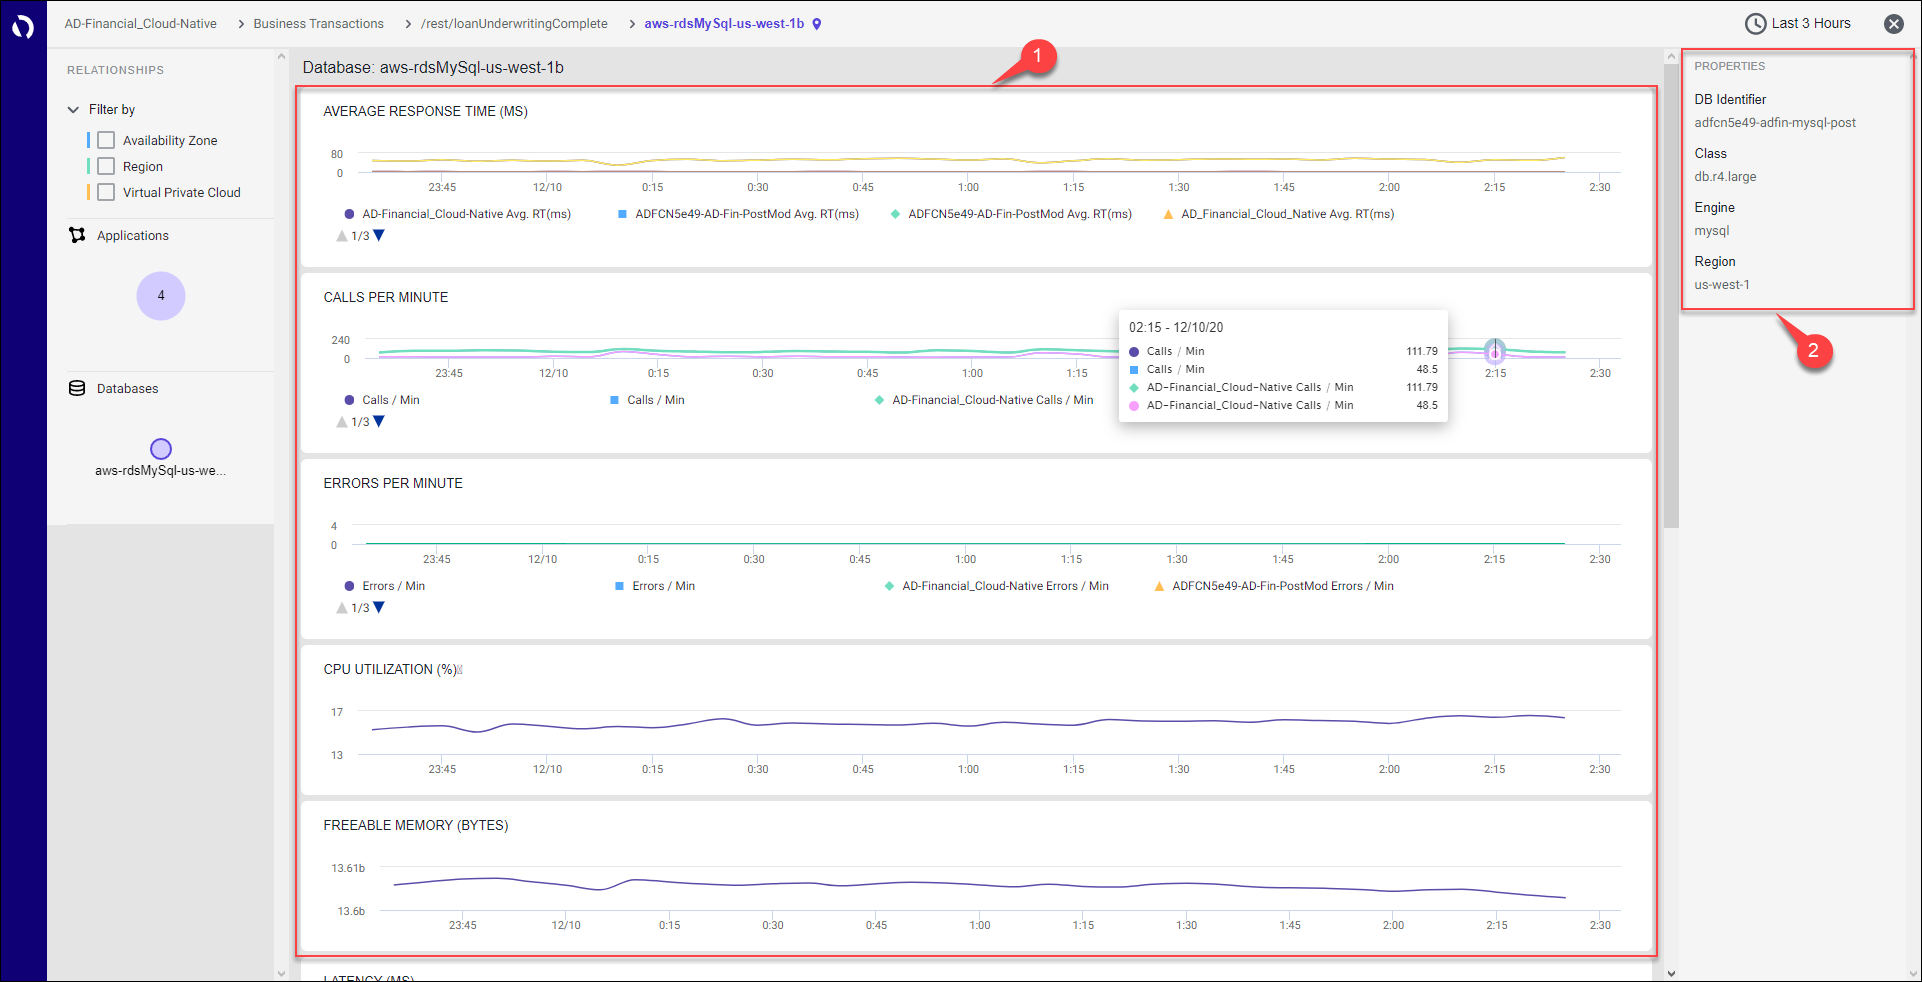 AD-Financial_Cloud-Native > Business Transactions > /rest/loanUnderwritingComplete > aws-rdsMySql-us-west-1b
Last 3 Hours
RELATIONSHIPS
Filter by
Availability Zone
Region
Virtual Private Cloud
Applications
4
Databases
aws-rdsMySql-us-we...
Database: aws-rdsMySql-us-west-1b
1
AVERAGE RESPONSE TIME (MS)
80
0
23:45 12/10 0:15 0:30 0:45 1:00 1:15 1:30 1:45 2:00 2:15 2:30
AD-Financial_Cloud-Native Avg. RT(ms) ADFCN5e49-AD-Fin-PostMod Avg. RT(ms) ADFCN5e49-AD-Fin-PostMod Avg. RT(ms) AD_Financial_Cloud_Native Avg. RT(ms)
1/3
CALLS PER MINUTE
240
0
23:45 12/10 0:15 0:30 0:45 1:00 1:15 2:15 2:30
Calls / Min Calls / Min AD-Financial_Cloud-Native Calls / Min
1/3
02:15 - 12/10/20
Calls / Min 111.79
Calls / Min 48.5
AD-Financial_Cloud-Native Calls / Min 111.79
AD-Financial_Cloud-Native Calls / Min 48.5
ERRORS PER MINUTE
4
0
23:45 12/10 0:15 0:30 0:45 1:00 1:15 1:30 1:45 2:00 2:15 2:30
Errors / Min Errors / Min AD-Financial_Cloud-Native Errors / Min ADFCN5e49-AD-Fin-PostMod Errors / Min
1/3
CPU UTILIZATION (%)
17
13
23:45 12/10 0:15 0:30 0:45 1:00 1:15 1:30 1:45 2:00 2:15 2:30
FREEABLE MEMORY (BYTES)
13.61b
13.6b
23:45 12/10 0:15 0:30 0:45 1:00 1:15 1:30 1:45 2:00 2:15 2:30
LATENCY (MS)
PROPERTIES
DB Identifier
adfcn5e49-adfin-mysql-post
Class
db.r4.large
Engine
mysql
Region
us-west-1
2